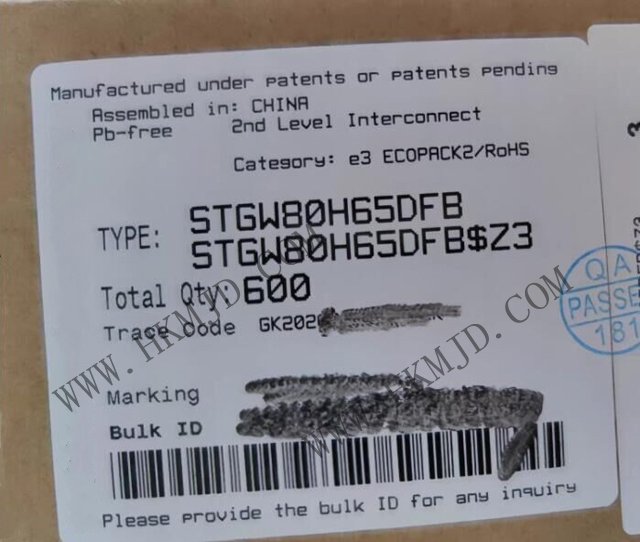 Manufactured under patents or patents pending
Assembled in: CHINA
Pb-free 2nd Level Interconnect
Category: e3 ECOPACK2/RoHS
TYPE: STGW80H65DFB
STGW80H65DFB$Z3
Total Qty: 600
Trace Code GK202
Marking
Bulk ID
Please provide the bulk ID for any inquiry
QA
PASSE
181
3
WWW.HKMJD.COM
WWW.HKMJD.COM